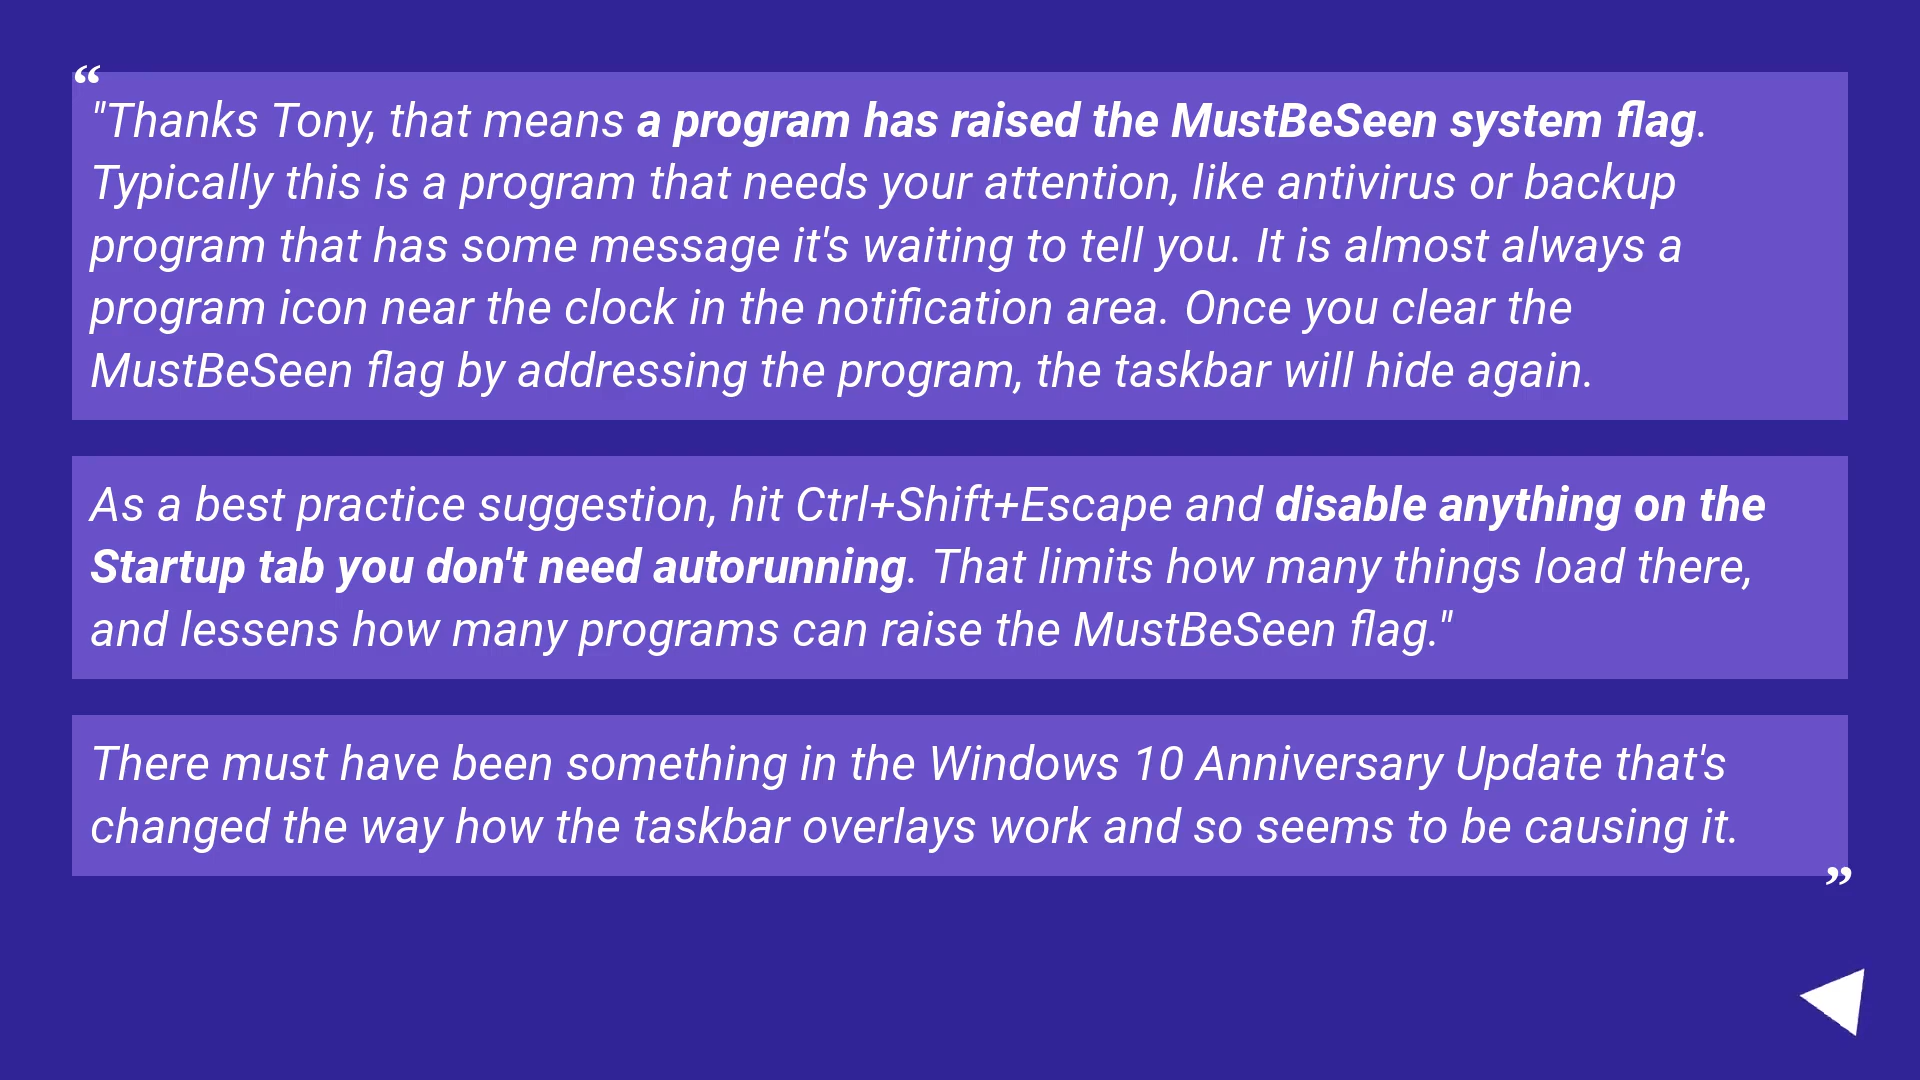 “
"Thanks Tony, that means a program has raised the MustBeSeen system flag.
Typically this is a program that needs your attention, like antivirus or backup
program that has some message it's waiting to tell you. It is almost always a
program icon near the clock in the notification area. Once you clear the
MustBeSeen flag by addressing the program, the taskbar will hide again.
As a best practice suggestion, hit Ctrl+Shift+Escape and disable anything on the
Startup tab you don't need autorunning. That limits how many things load there,
and lessens how many programs can raise the MustBeSeen flag."
There must have been something in the Windows 10 Anniversary Update that's
changed the way how the taskbar overlays work and so seems to be causing it.
”